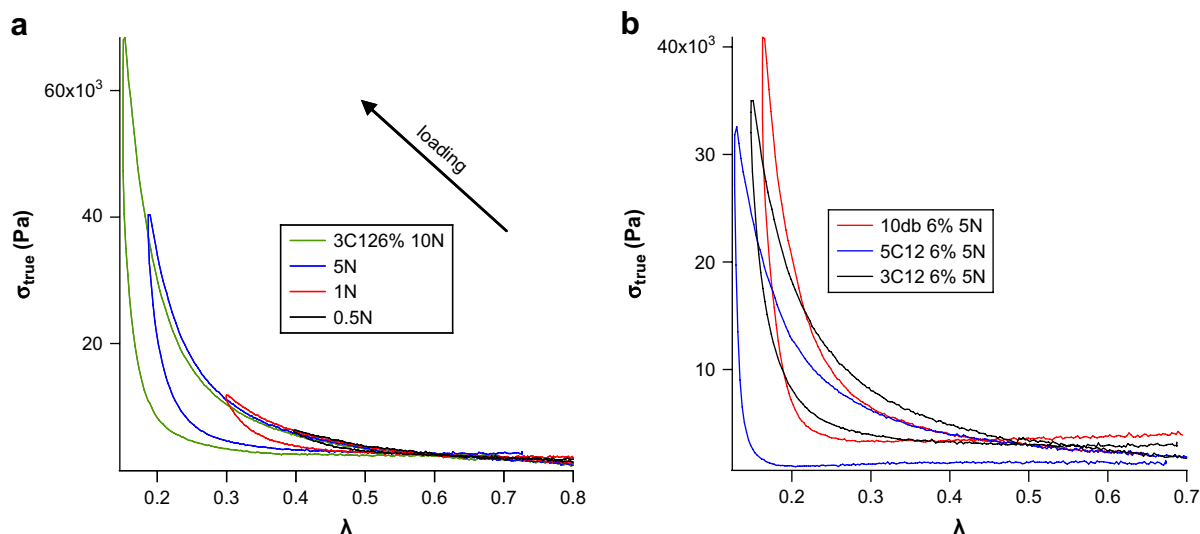 a
σtrue (Pa)
60x10³
40
20
loading
3C126% 10N
5N
1N
0.5N
0.2 0.3 0.4 0.5 0.6 0.7 0.8
λ
b
σtrue (Pa)
40x10³
30
20
10
10db 6% 5N
5C12 6% 5N
3C12 6% 5N
0.2 0.3 0.4 0.5 0.6 0.7
λ